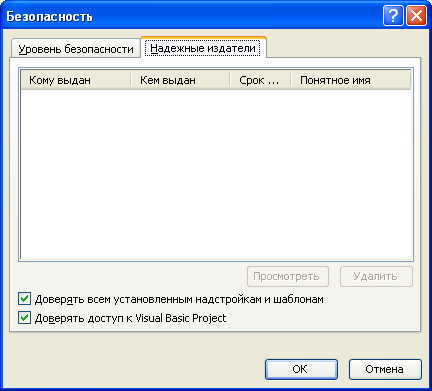 Безопасность
Уровень безопасности Надежные издатели
Кому выдан Кем выдан Срок ... Понятное имя
Просмотреть Удалить
Доверять всем установленным надстройкам и шаблонам
Доверять доступ к Visual Basic Project
ОК Отмена